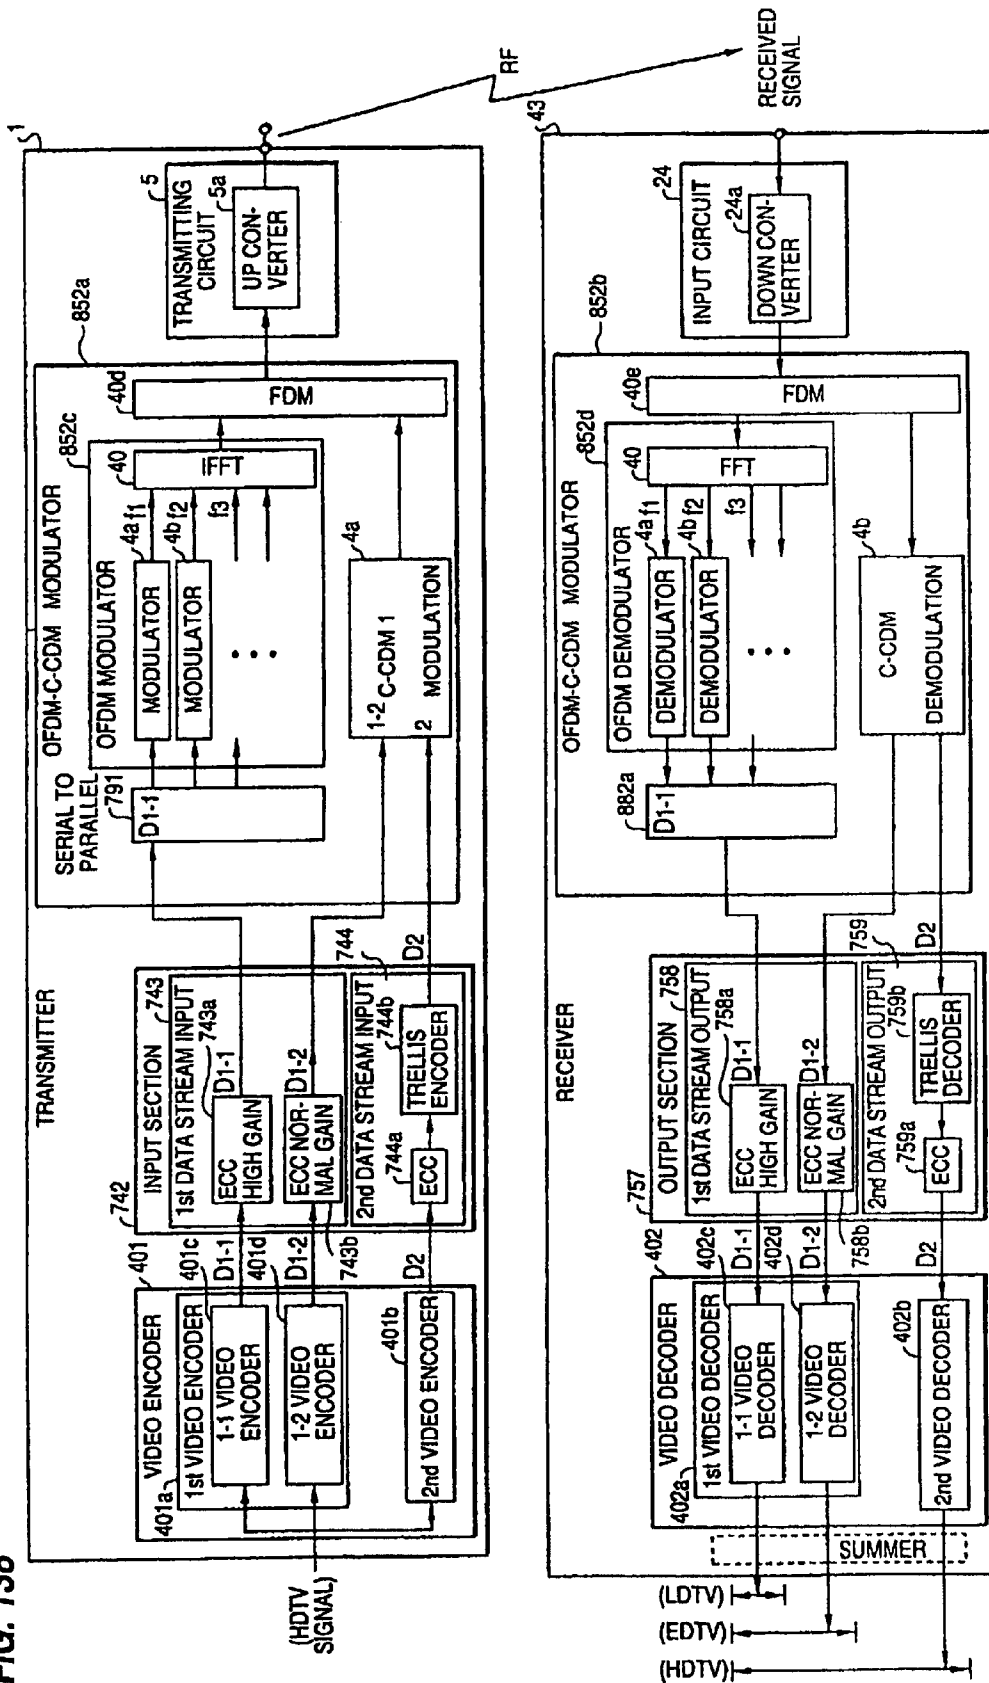 FIG. 138
TRANSMITTER
1
(HDTV
SIGNAL)
401
VIDEO ENCODER
401a
1st VIDEO ENCODER
401c
1-1 VIDEO
ENCODER
401d
1-2 VIDEO
ENCODER
401b
2nd VIDEO ENCODER
D1-1
D1-2
D2
742
INPUT SECTION
743
1st DATA STREAM INPUT
743a
ECC
HIGH GAIN
D1-1
ECC NOR-
MAL GAIN
D1-2
743b
744
2nd DATA STREAM INPUT
744a
ECC
744b
TRELLIS
ENCODER
D2
852a
OFDM-C-CDM MODULATOR
SERIAL TO
PARALLEL
791
D1-1
852c
OFDM MODULATOR
4a
MODULATOR
f1
4b
MODULATOR
f2
f3
40
IFFT
4a
1-2
C-CDM 1
2
MODULATION
40d
FDM
5
TRANSMITTING
CIRCUIT
5a
UP CON-
VERTER
RF
RECEIVED
SIGNAL
RECEIVER
43
24
INPUT CIRCUIT
24a
DOWN CON-
VERTER
852b
OFDM-C-CDM MODULATOR
40e
FDM
852d
OFDM DEMODULATOR
40
FFT
4a
DEMODULATOR
f1
4b
DEMODULATOR
f2
f3
882a
D1-1
4b
C-CDM
DEMODULATION
757
OUTPUT SECTION
758
1st DATA STREAM OUTPUT
758a
ECC
HIGH GAIN
D1-1
ECC NOR-
MAL GAIN
D1-2
758b
759
2nd DATA STREAM OUTPUT
759a
ECC
759b
TRELLIS
DECODER
D2
402
VIDEO DECODER
402a
1st VIDEO DECODER
402c
1-1 VIDEO
DECODER
402d
1-2 VIDEO
DECODER
402b
2nd VIDEO DECODER
D1-1
D1-2
D2
SUMMER
(LDTV)
(EDTV)
(HDTV)